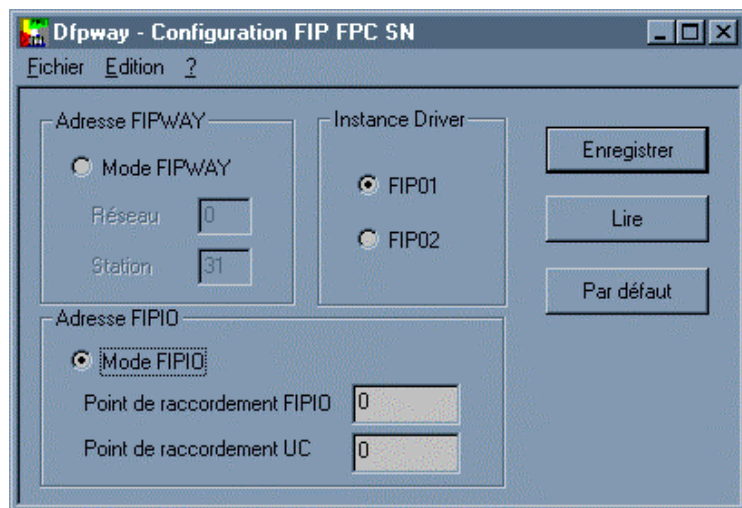 Dfpway - Configuration FIP FPC SN
Fichier Edition ?
Adresse FIPWAY
Mode FIPWAY
Réseau 0
Station 31
Instance Driver
FIP01
FIP02
Enregistrer
Lire
Par défaut
Adresse FIPIO
Mode FIPIO
Point de raccordement FIPIO 0
Point de raccordement UC 0